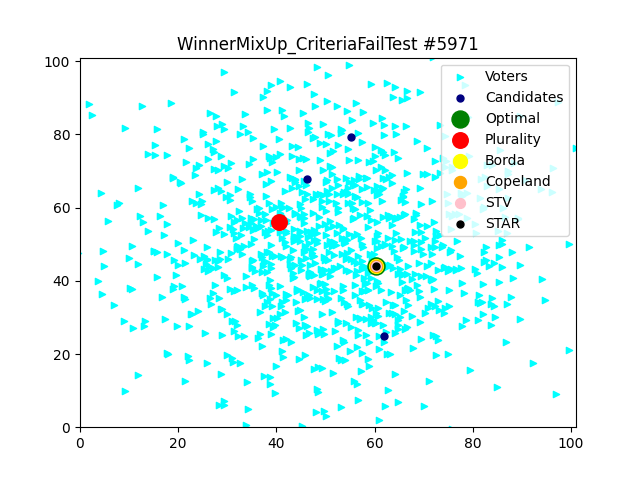 WinnerMixUp_CriteriaFailTest #5971
100
80
60
40
20
0
0
20
40
60
80
100
Voters
Candidates
Optimal
Plurality
Borda
Copeland
STV
STAR